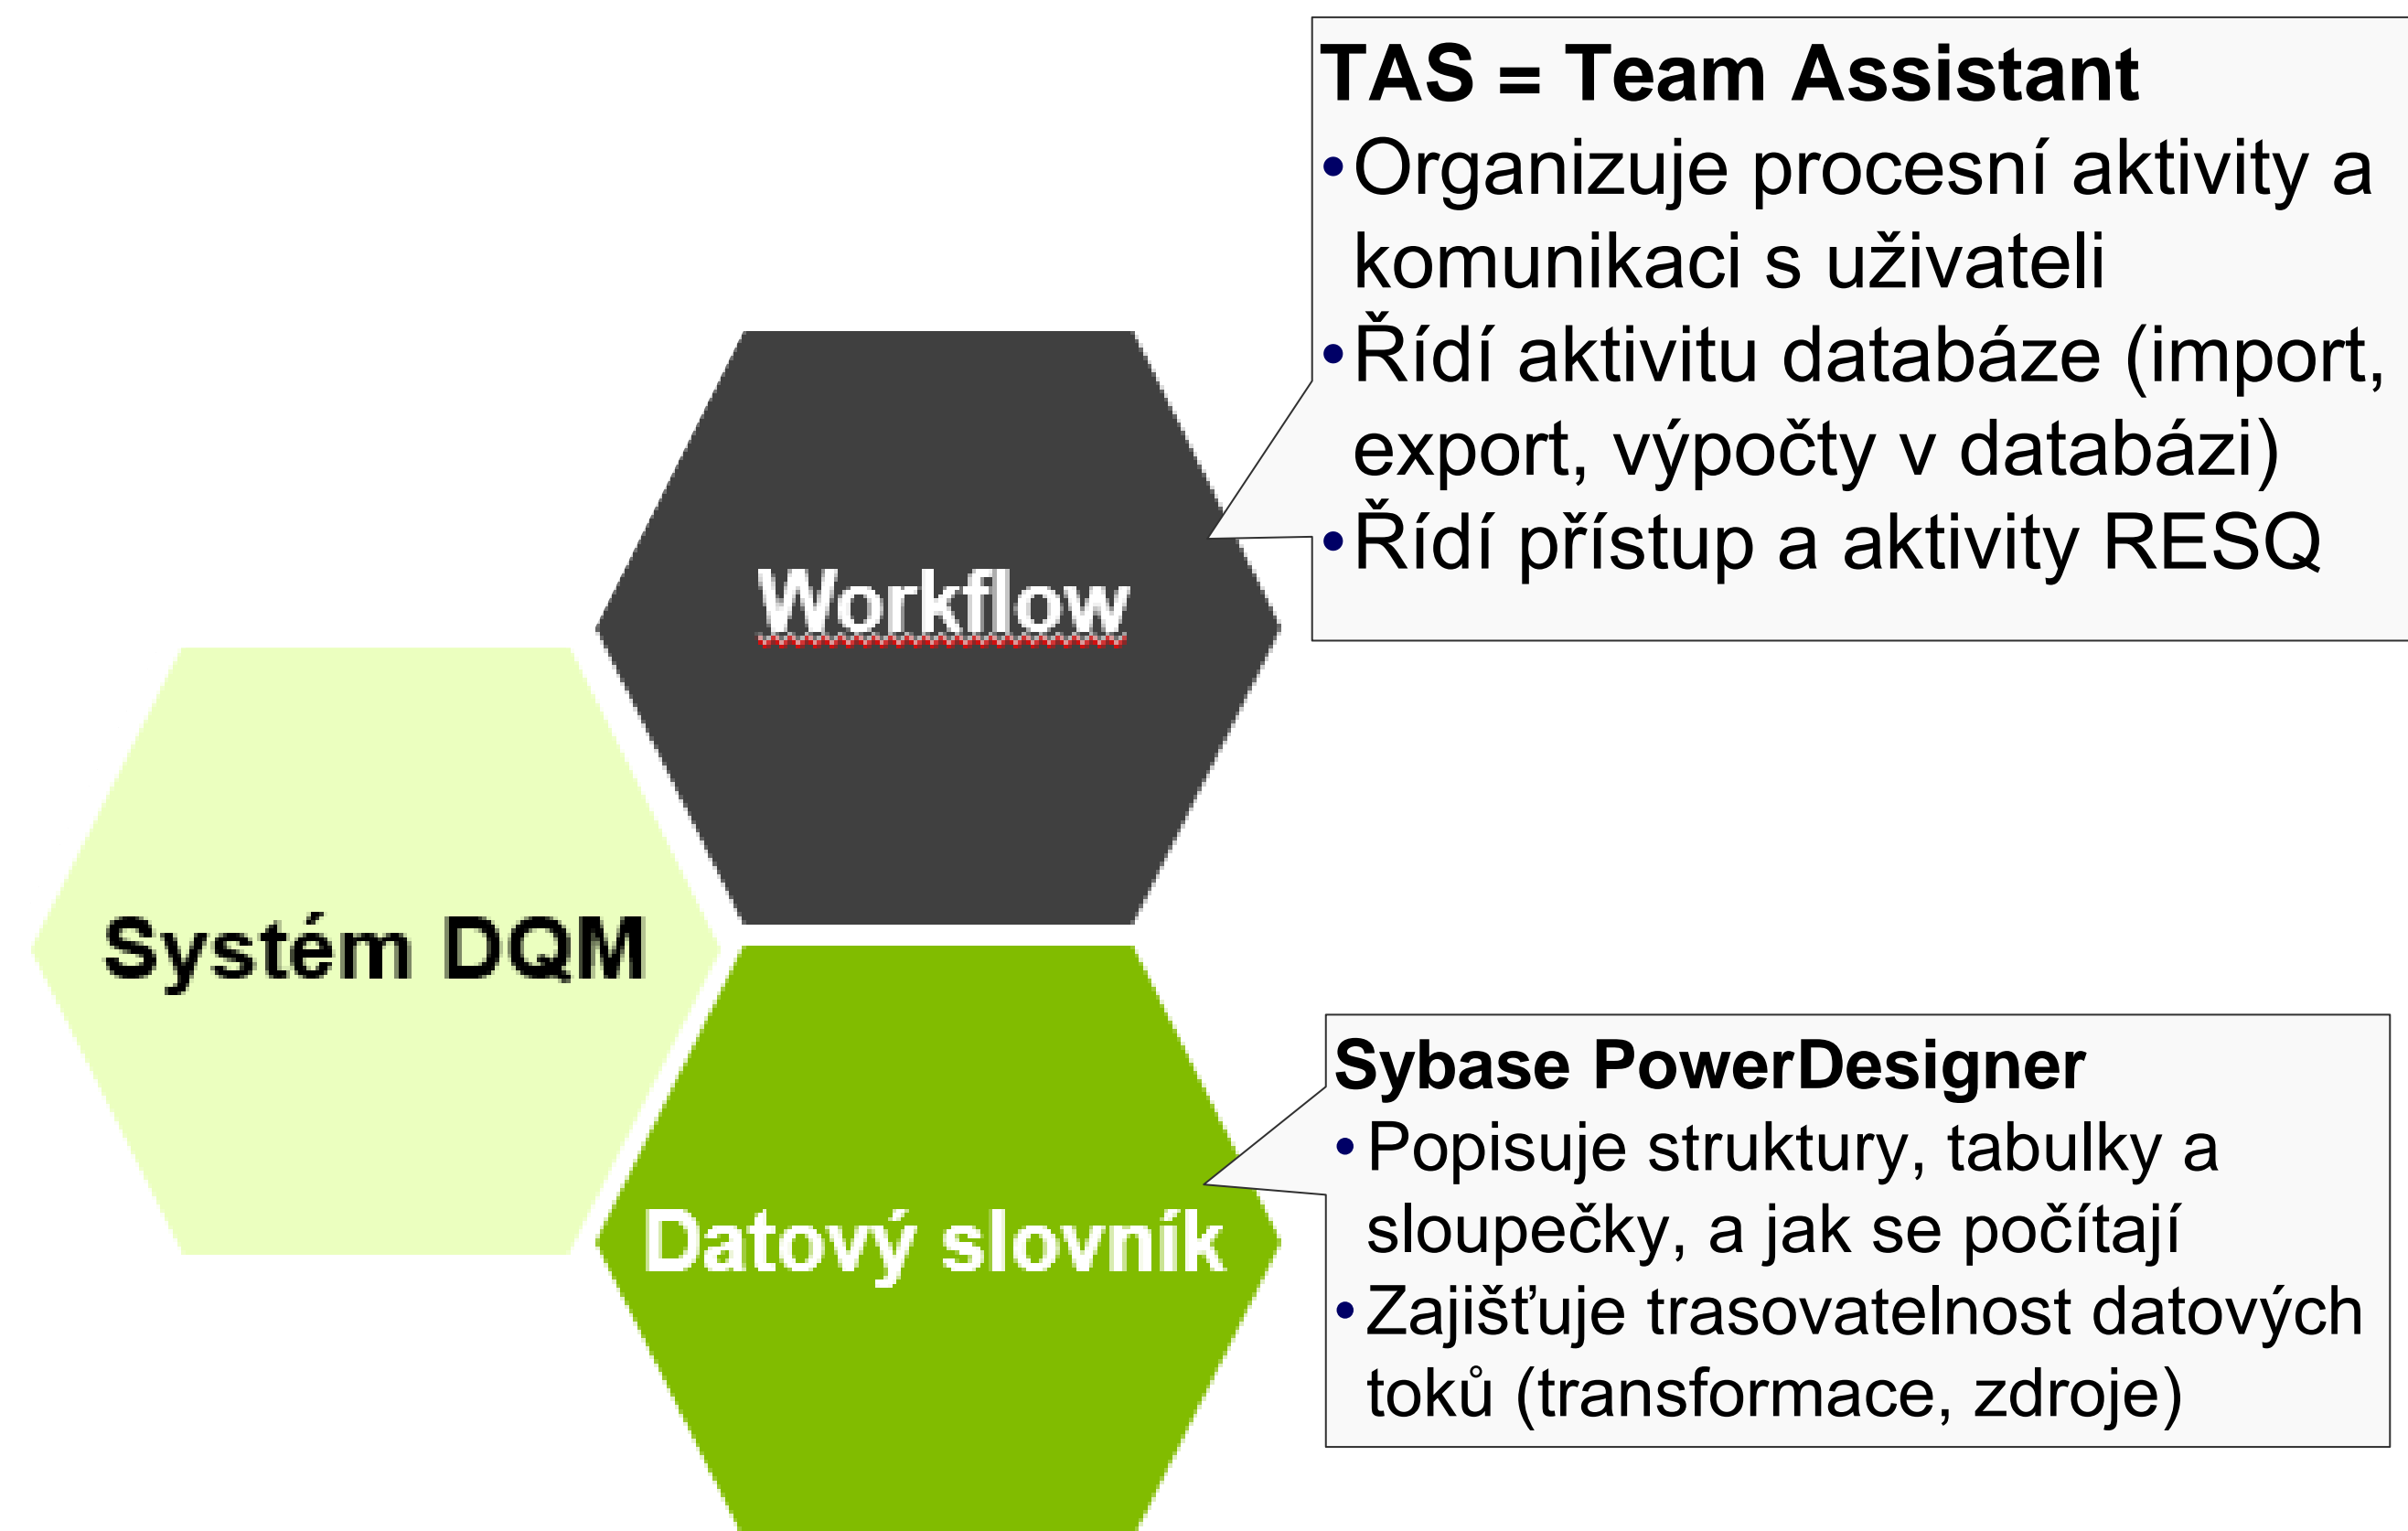 TAS = Team Assistant
•Organizuje procesní aktivity a
komunikaci s uživateli
•Řídí aktivitu databáze (import,
export, výpočty v databázi)
•Řídí přístup a aktivity RESQ
Workflow
Systém DQM
Datový slovník
Sybase PowerDesigner
•Popisuje struktury, tabulky a
sloupečky, a jak se počítají
•Zajišťuje trasovatelnost datových
toků (transformace, zdroje)